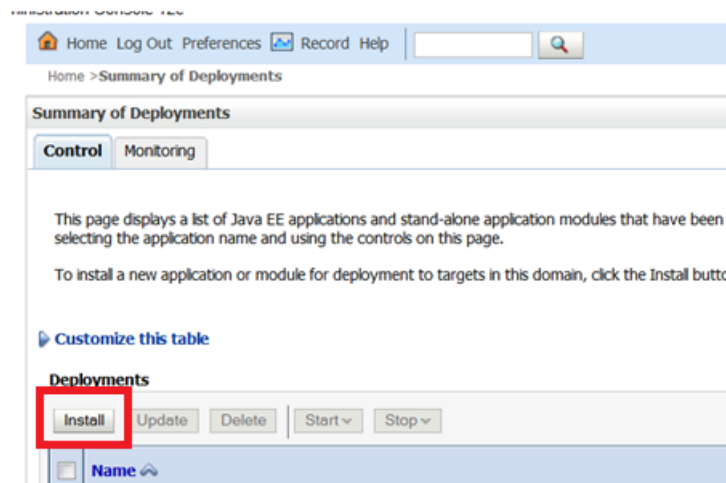 Home Log Out Preferences Record Help
Home >Summary of Deployments
Summary of Deployments
Control Monitoring
This page displays a list of Java EE applications and stand-alone application modules that have been
selecting the application name and using the controls on this page.
To install a new application or module for deployment to targets in this domain, click the Install butto
Customize this table
Deployments
Install Update Delete Start Stop
Name